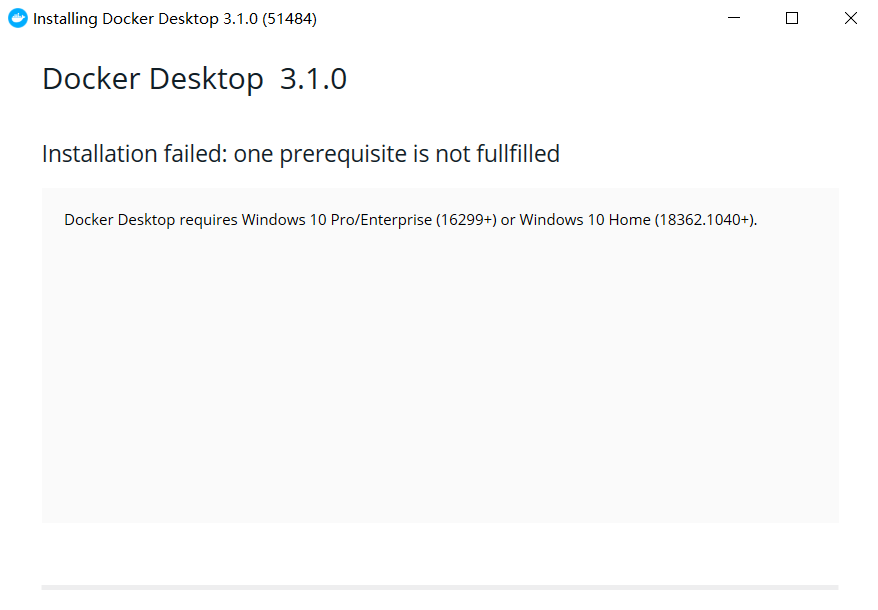 Installing Docker Desktop 3.1.0 (51484)
Docker Desktop 3.1.0
Installation failed: one prerequisite is not fullfilled
Docker Desktop requires Windows 10 Pro/Enterprise (16299+) or Windows 10 Home (18362.1040+).